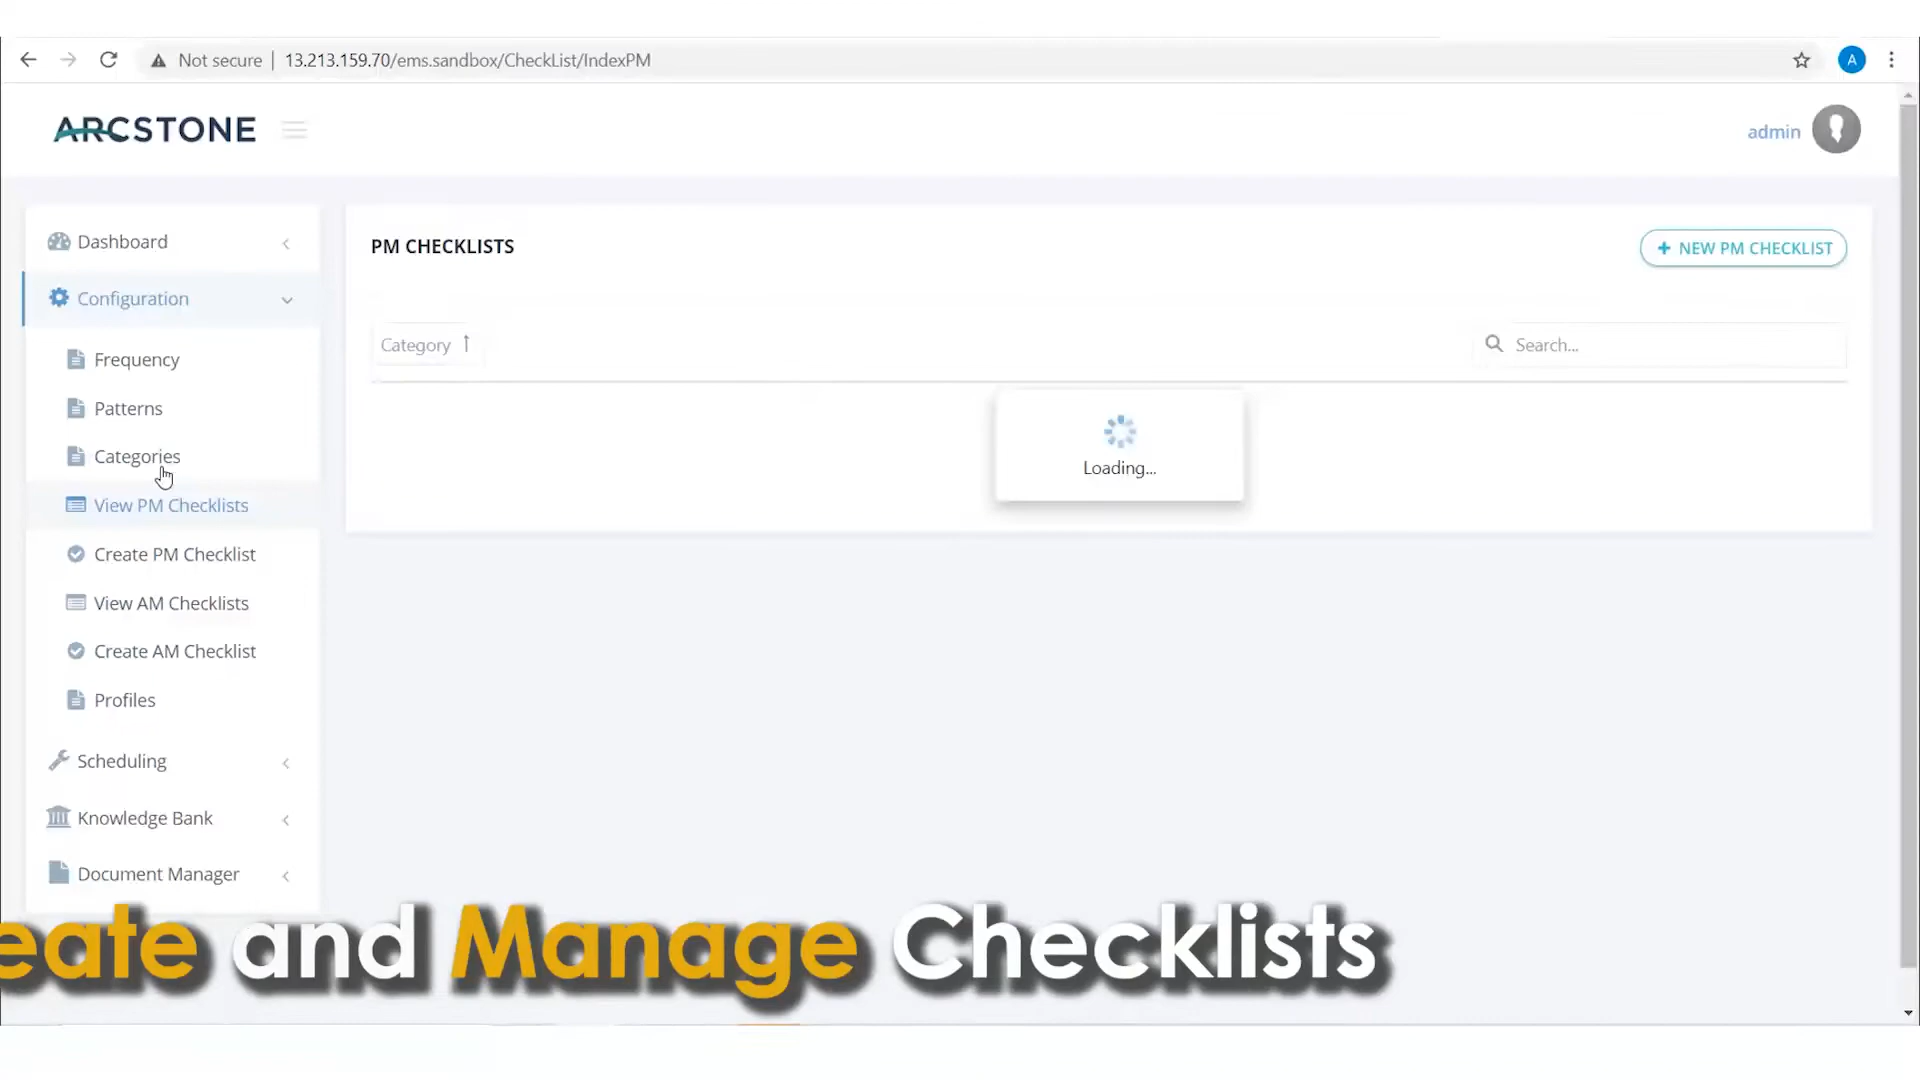 Not secure | 13.213.159.70/ems.sandbox/CheckList/IndexPM
A
ARCSTONE
admin
Dashboard
Configuration
Frequency
Patterns
Categories
View PM Checklists
Create PM Checklist
View AM Checklists
Create AM Checklist
Profiles
Scheduling
Knowledge Bank
Document Manager
PM CHECKLISTS
+ NEW PM CHECKLIST
Category ↑
Search...
Loading...
eate and Manage Checklists